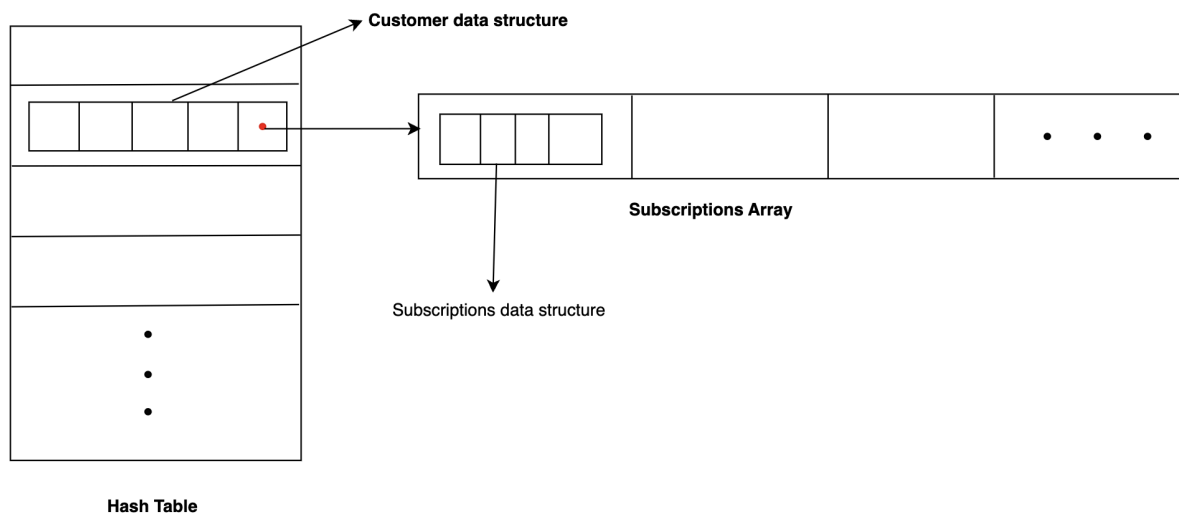 Customer data structure
Subscriptions Array
Subscriptions data structure
Hash Table